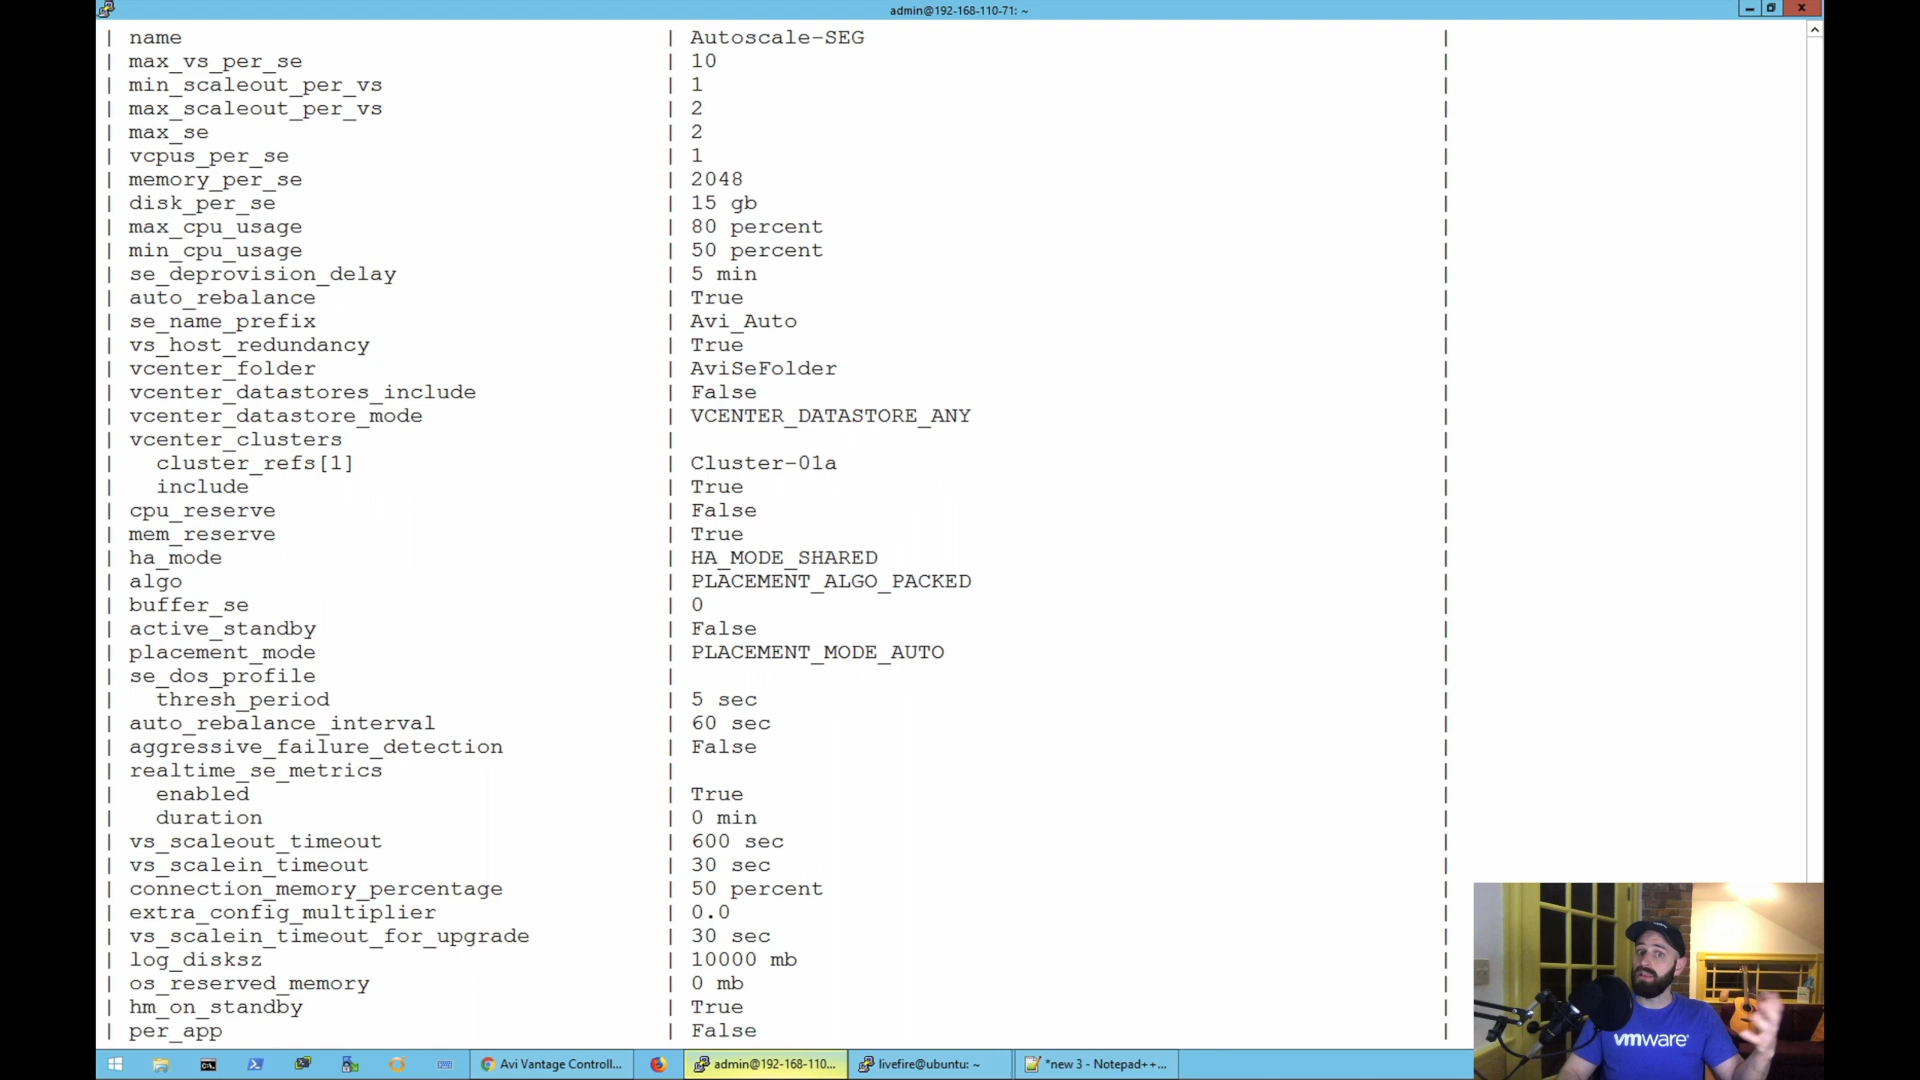 admin@192-168-110-71: ~
| name | Autoscale-SEG |
| max_vs_per_se | 10 |
| min_scaleout_per_vs | 1 |
| max_scaleout_per_vs | 2 |
| max_se | 2 |
| vcpus_per_se | 1 |
| memory_per_se | 2048 |
| disk_per_se | 15 gb |
| max_cpu_usage | 80 percent |
| min_cpu_usage | 50 percent |
| se_deprovision_delay | 5 min |
| auto_rebalance | True |
| se_name_prefix | Avi_Auto |
| vs_host_redundancy | True |
| vcenter_folder | AviSeFolder |
| vcenter_datastores_include | False |
| vcenter_datastore_mode | VCENTER_DATASTORE_ANY |
| vcenter_clusters | |
|   cluster_refs[1] | Cluster-01a |
|   include | True |
| cpu_reserve | False |
| mem_reserve | True |
| ha_mode | HA_MODE_SHARED |
| algo | PLACEMENT_ALGO_PACKED |
| buffer_se | 0 |
| active_standby | False |
| placement_mode | PLACEMENT_MODE_AUTO |
| se_dos_profile | |
|   thresh_period | 5 sec |
| auto_rebalance_interval | 60 sec |
| aggressive_failure_detection | False |
| realtime_se_metrics | |
|   enabled | True |
|   duration | 0 min |
| vs_scaleout_timeout | 600 sec |
| vs_scalein_timeout | 30 sec |
| connection_memory_percentage | 50 percent |
| extra_config_multiplier | 0.0 |
| vs_scalein_timeout_for_upgrade | 30 sec |
| log_disksz | 10000 mb |
| os_reserved_memory | 0 mb |
| hm_on_standby | True |
| per_app | False |
vmware
Avi Vantage Controll... admin@192-168-110... livefire@ubuntu: ~ *new 3 - Notepad++...